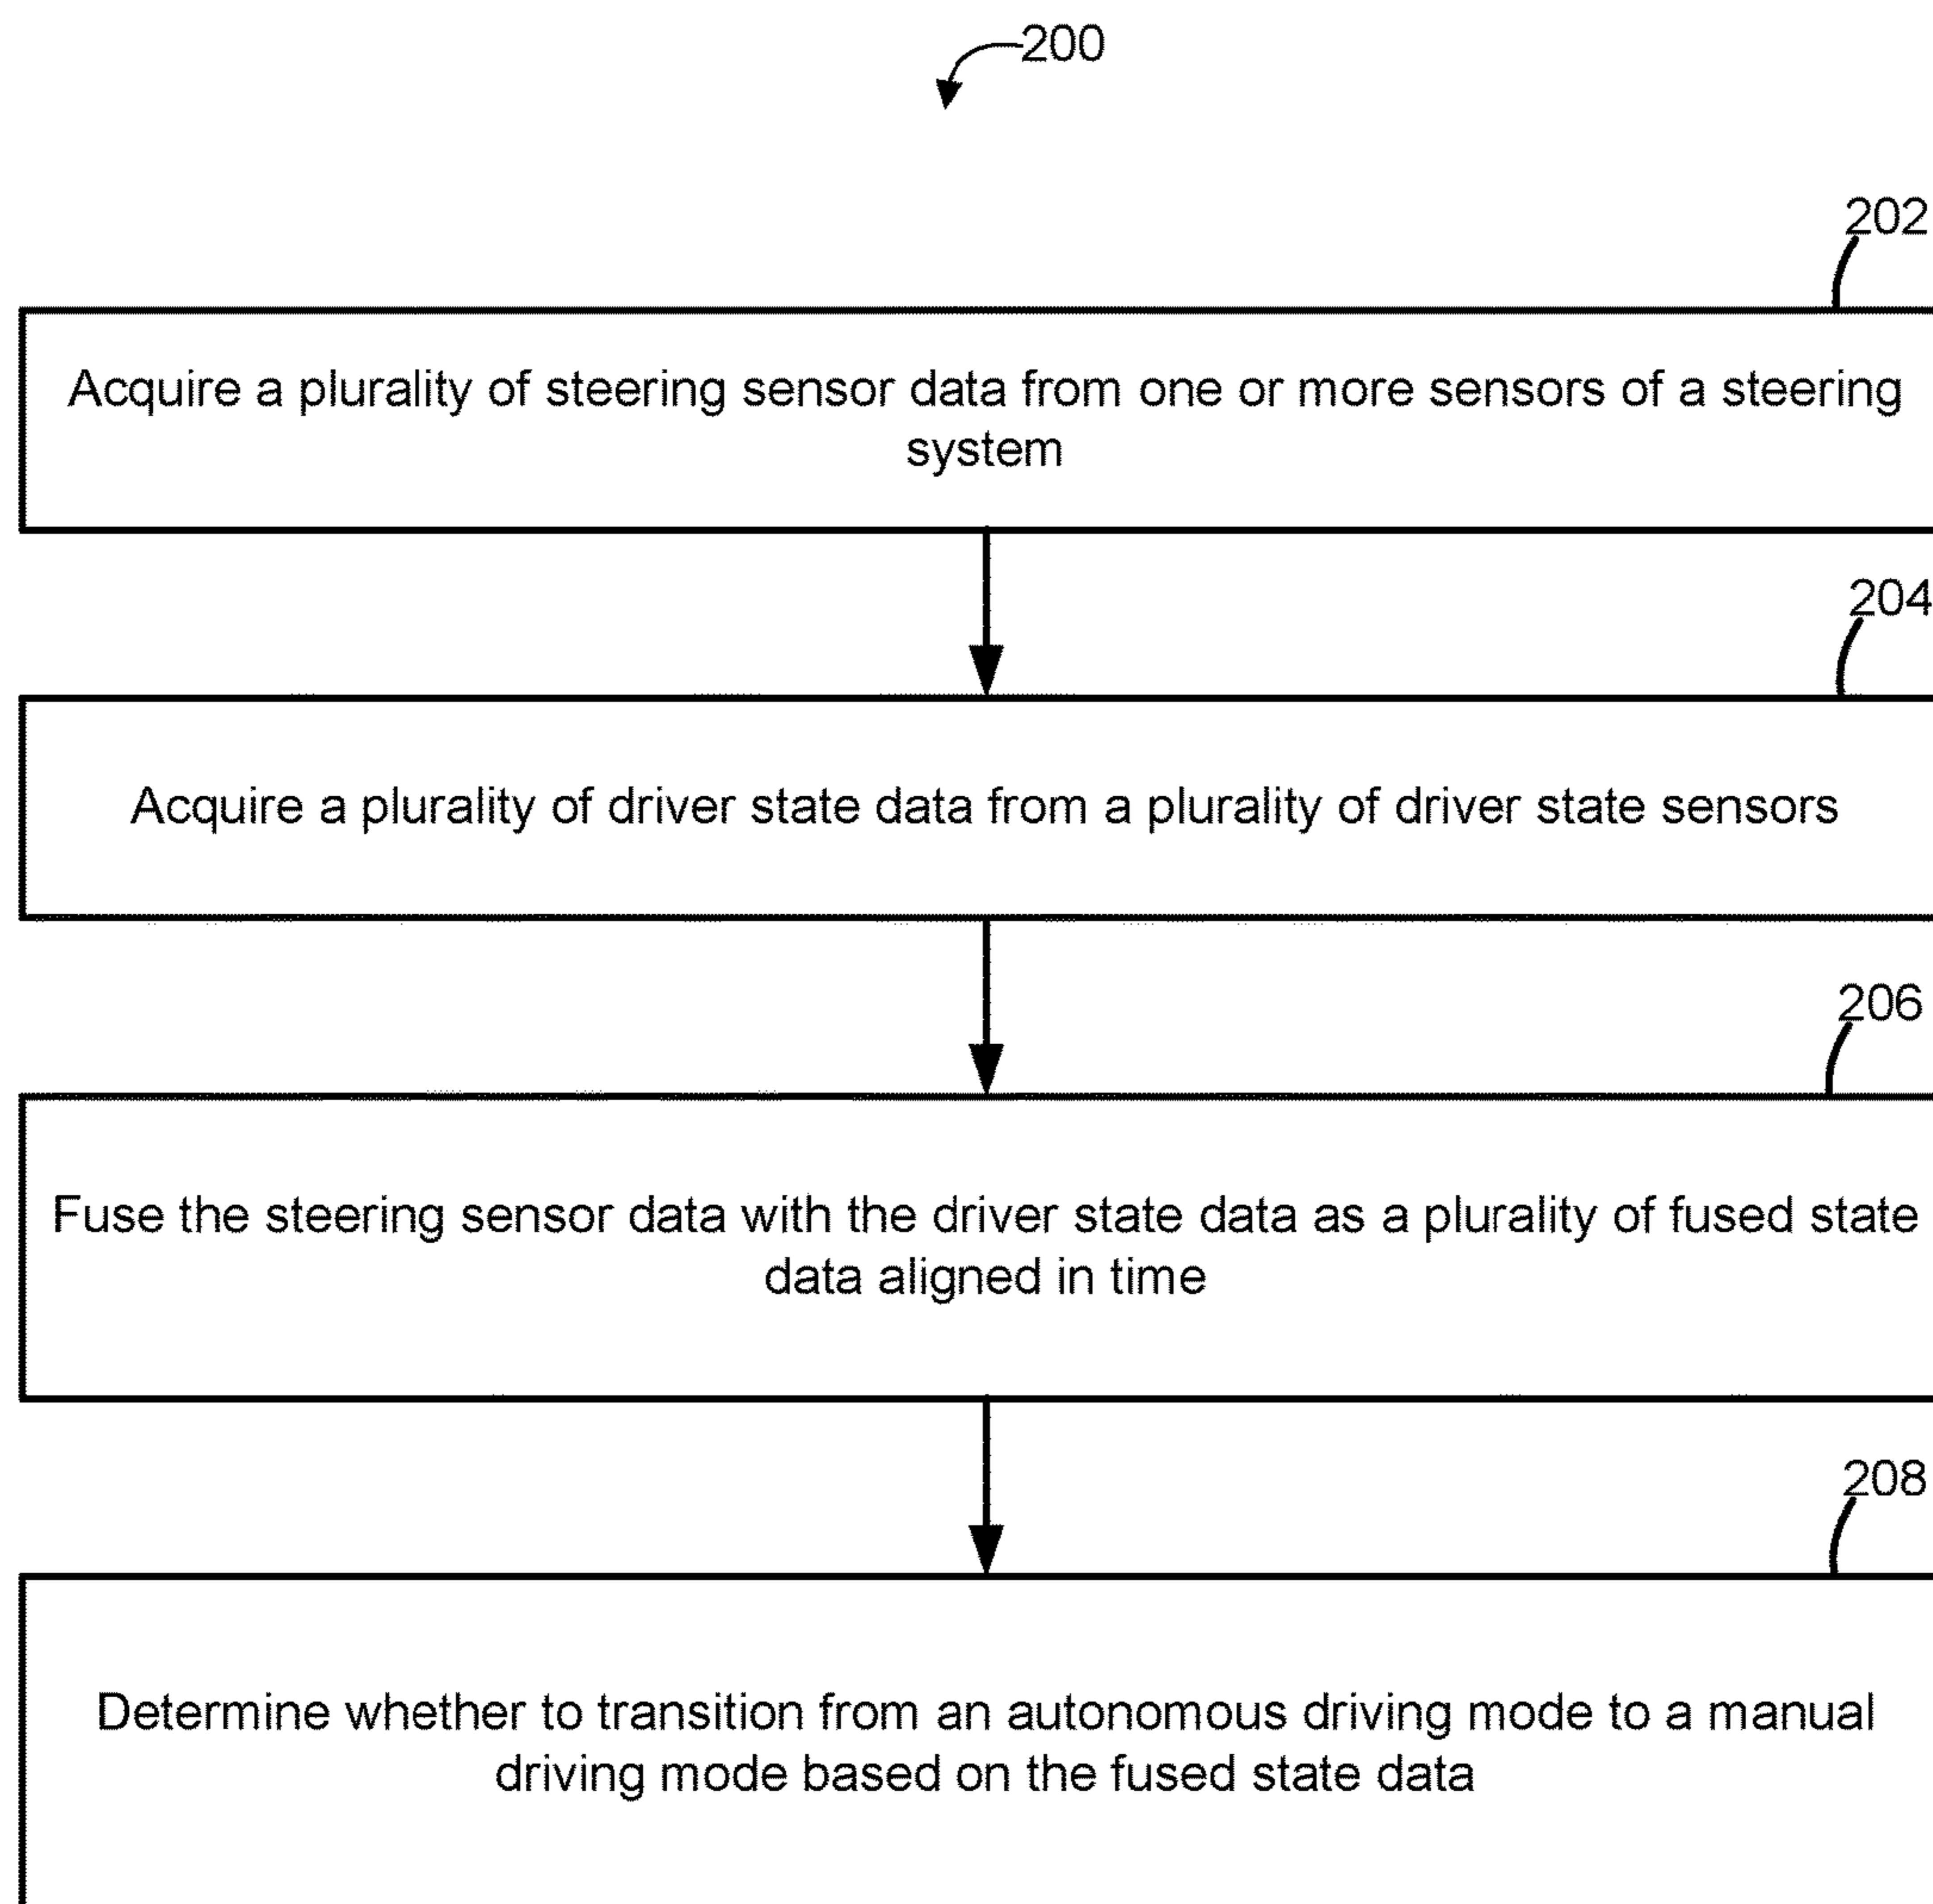 200
202
Acquire a plurality of steering sensor data from one or more sensors of a steering
system
204
Acquire a plurality of driver state data from a plurality of driver state sensors
206
Fuse the steering sensor data with the driver state data as a plurality of fused state
data aligned in time
208
Determine whether to transition from an autonomous driving mode to a manual
driving mode based on the fused state data